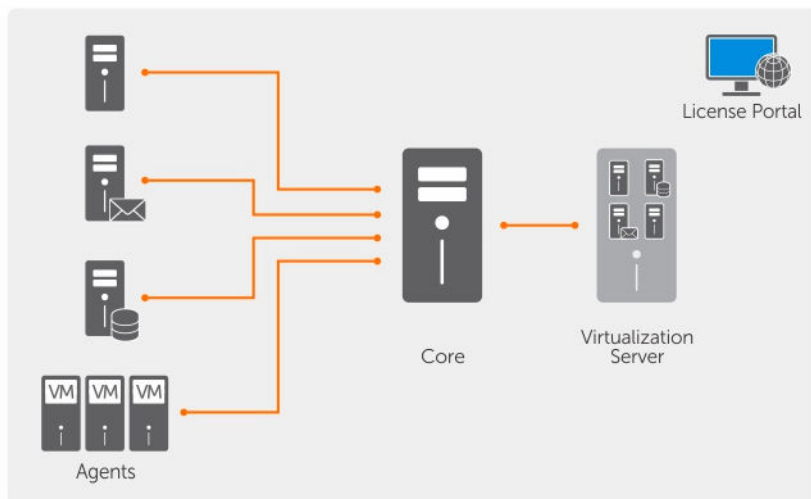 License Portal
Core
Virtualization
Server
VM VM VM
Agents